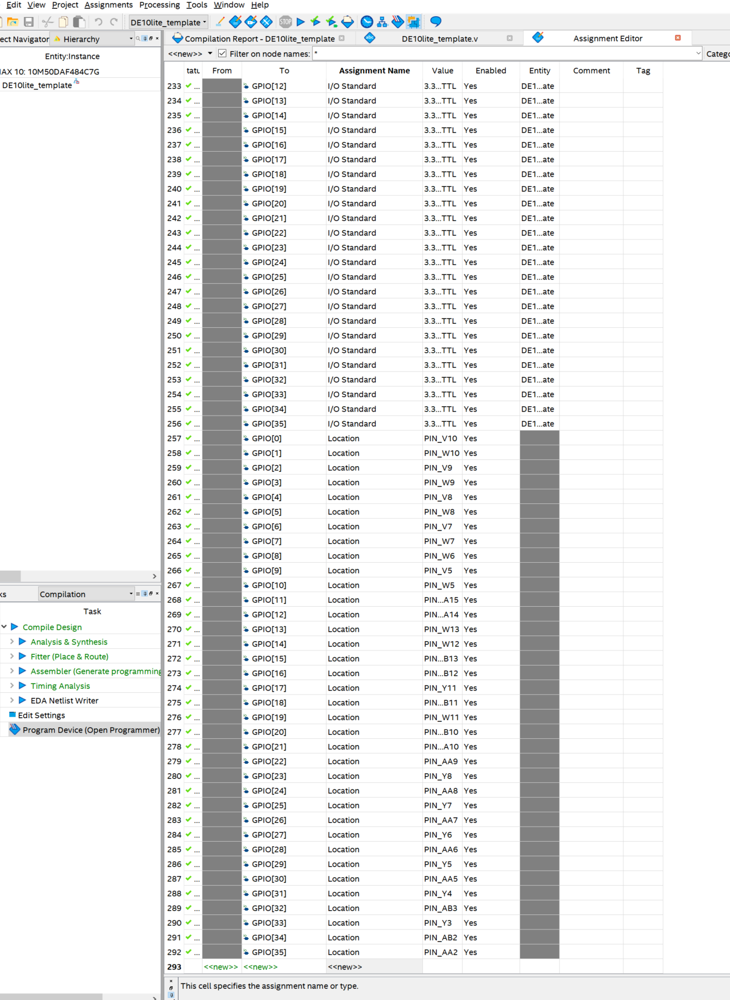 Edit View Project Assignments Processing Tools Window Help
DE10lite_template
STOP
ect Navigator Hierarchy
Compilation Report - DE10lite_template
abc DE10lite_template.v
Assignment Editor
Entity:Instance
<<new>> Filter on node names: * Catego
IAX 10: 10M50DAF484C7G
DE10lite_template
tatu From To Assignment Name Value Enabled Entity Comment Tag
233 ... GPIO[12] I/O Standard 3.3...TTL Yes DE1...ate
234 ... GPIO[13] I/O Standard 3.3...TTL Yes DE1...ate
235 ... GPIO[14] I/O Standard 3.3...TTL Yes DE1...ate
236 ... GPIO[15] I/O Standard 3.3...TTL Yes DE1...ate
237 ... GPIO[16] I/O Standard 3.3...TTL Yes DE1...ate
238 ... GPIO[17] I/O Standard 3.3...TTL Yes DE1...ate
239 ... GPIO[18] I/O Standard 3.3...TTL Yes DE1...ate
240 ... GPIO[19] I/O Standard 3.3...TTL Yes DE1...ate
241 ... GPIO[20] I/O Standard 3.3...TTL Yes DE1...ate
242 ... GPIO[21] I/O Standard 3.3...TTL Yes DE1...ate
243 ... GPIO[22] I/O Standard 3.3...TTL Yes DE1...ate
244 ... GPIO[23] I/O Standard 3.3...TTL Yes DE1...ate
245 ... GPIO[24] I/O Standard 3.3...TTL Yes DE1...ate
246 ... GPIO[25] I/O Standard 3.3...TTL Yes DE1...ate
247 ... GPIO[26] I/O Standard 3.3...TTL Yes DE1...ate
248 ... GPIO[27] I/O Standard 3.3...TTL Yes DE1...ate
249 ... GPIO[28] I/O Standard 3.3...TTL Yes DE1...ate
250 ... GPIO[29] I/O Standard 3.3...TTL Yes DE1...ate
251 ... GPIO[30] I/O Standard 3.3...TTL Yes DE1...ate
252 ... GPIO[31] I/O Standard 3.3...TTL Yes DE1...ate
253 ... GPIO[32] I/O Standard 3.3...TTL Yes DE1...ate
254 ... GPIO[33] I/O Standard 3.3...TTL Yes DE1...ate
255 ... GPIO[34] I/O Standard 3.3...TTL Yes DE1...ate
256 ... GPIO[35] I/O Standard 3.3...TTL Yes DE1...ate
257 ... GPIO[0] Location PIN_V10 Yes
258 ... GPIO[1] Location PIN_W10 Yes
259 ... GPIO[2] Location PIN_V9 Yes
260 ... GPIO[3] Location PIN_W9 Yes
261 ... GPIO[4] Location PIN_V8 Yes
262 ... GPIO[5] Location PIN_W8 Yes
263 ... GPIO[6] Location PIN_V7 Yes
264 ... GPIO[7] Location PIN_W7 Yes
265 ... GPIO[8] Location PIN_W6 Yes
266 ... GPIO[9] Location PIN_V5 Yes
267 ... GPIO[10] Location PIN_W5 Yes
268 ... GPIO[11] Location PIN...A15 Yes
269 ... GPIO[12] Location PIN...A14 Yes
270 ... GPIO[13] Location PIN_W13 Yes
271 ... GPIO[14] Location PIN_W12 Yes
272 ... GPIO[15] Location PIN...B13 Yes
273 ... GPIO[16] Location PIN...B12 Yes
274 ... GPIO[17] Location PIN_Y11 Yes
275 ... GPIO[18] Location PIN...B11 Yes
276 ... GPIO[19] Location PIN_W11 Yes
277 ... GPIO[20] Location PIN...B10 Yes
278 ... GPIO[21] Location PIN...A10 Yes
279 ... GPIO[22] Location PIN_AA9 Yes
280 ... GPIO[23] Location PIN_Y8 Yes
281 ... GPIO[24] Location PIN_AA8 Yes
282 ... GPIO[25] Location PIN_Y7 Yes
283 ... GPIO[26] Location PIN_AA7 Yes
284 ... GPIO[27] Location PIN_Y6 Yes
285 ... GPIO[28] Location PIN_AA6 Yes
286 ... GPIO[29] Location PIN_Y5 Yes
287 ... GPIO[30] Location PIN_AA5 Yes
288 ... GPIO[31] Location PIN_Y4 Yes
289 ... GPIO[32] Location PIN_AB3 Yes
290 ... GPIO[33] Location PIN_Y3 Yes
291 ... GPIO[34] Location PIN_AB2 Yes
292 ... GPIO[35] Location PIN_AA2 Yes
293 <<new>> <<new>> <<new>>
ks Compilation
Task
Compile Design
Analysis & Synthesis
Fitter (Place & Route)
Assembler (Generate programming
Timing Analysis
EDA Netlist Writer
Edit Settings
Program Device (Open Programmer)
This cell specifies the assignment name or type.